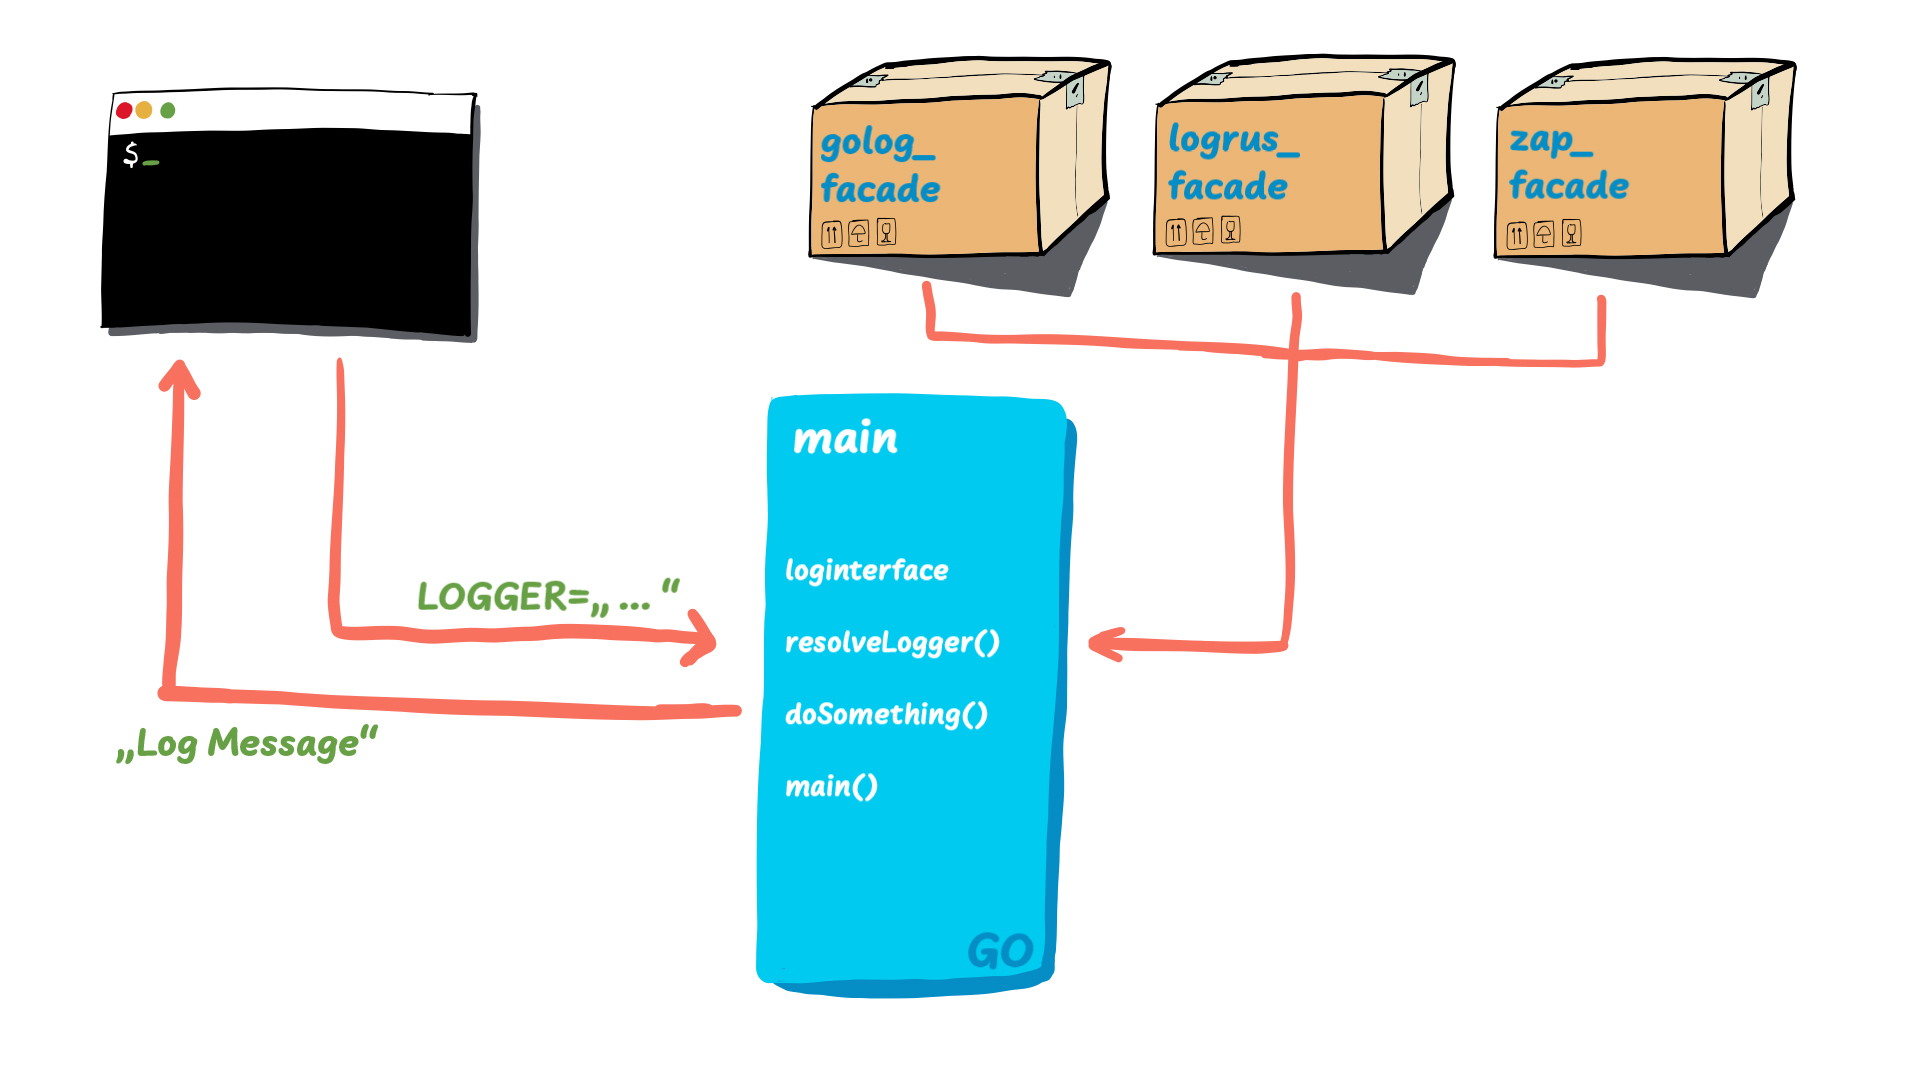 $_
golog_
facade
logrus_
facade
zap_
facade
main
loginterface
resolveLogger()
doSomething()
main()
GO
LOGGER=„ ... “
„Log Message“